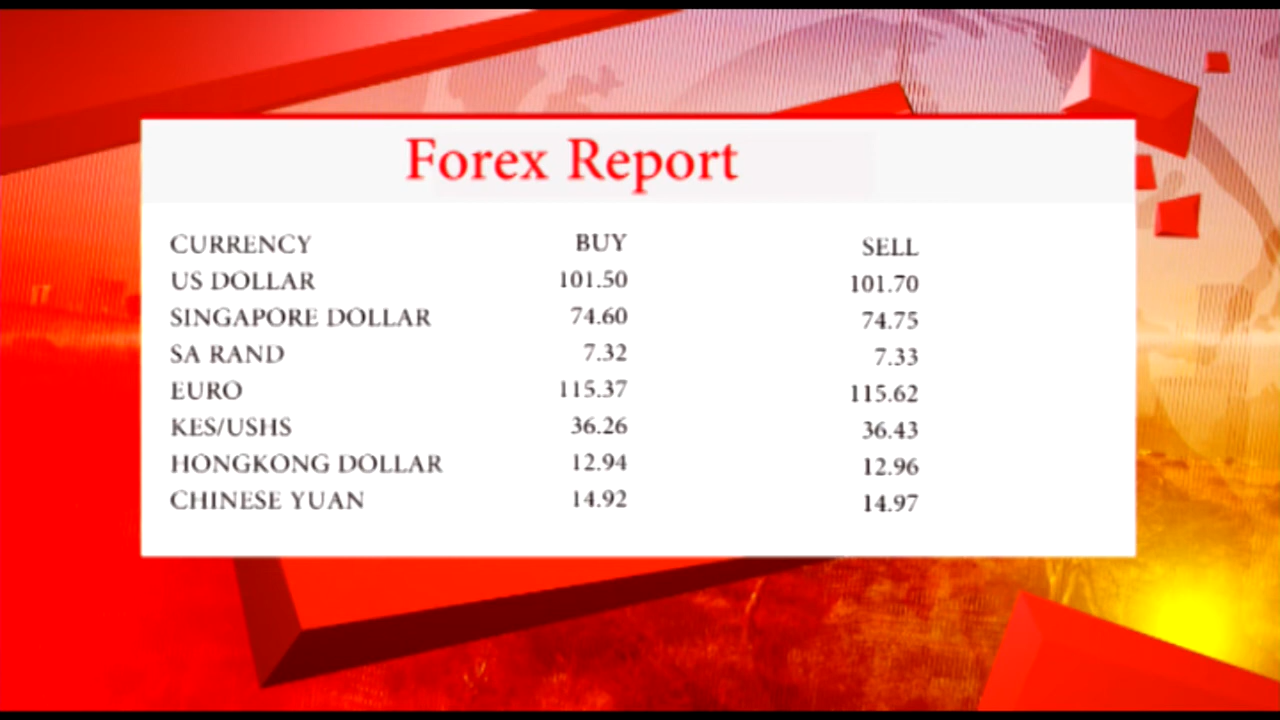 Forex Report
CURRENCY BUY SELL
US DOLLAR 101.50 101.70
SINGAPORE DOLLAR 74.60 74.75
SA RAND 7.32 7.33
EURO 115.37 115.62
KES/USHS 36.26 36.43
HONGKONG DOLLAR 12.94 12.96
CHINESE YUAN 14.92 14.97